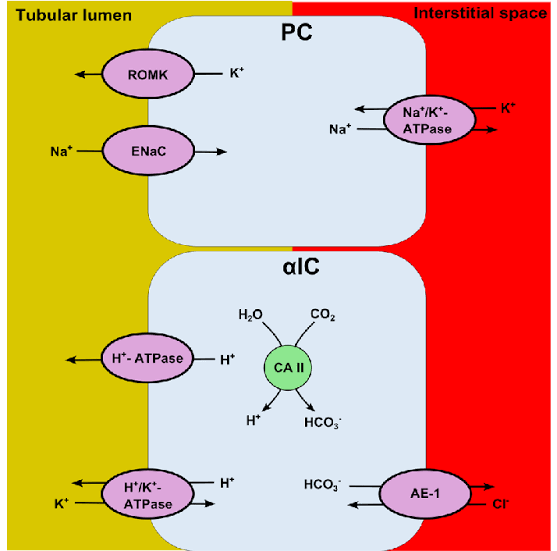 Tubular lumen
Interstitial space
PC
ROMK
K⁺
Na⁺/K⁺-
ATPase
K⁺
Na⁺
Na⁺
ENaC
αIC
H₂O
CO₂
H⁺- ATPase
H⁺
CA II
H⁺
HCO₃⁻
H⁺/K⁺-
ATPase
H⁺
K⁺
HCO₃⁻
AE-1
Cl⁻